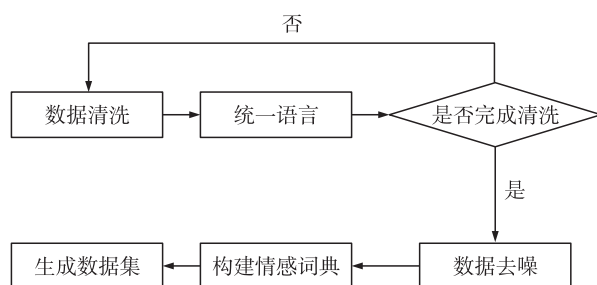 否
数据清洗
统一语言
是否完成清洗
是
生成数据集
构建情感词典
数据去噪